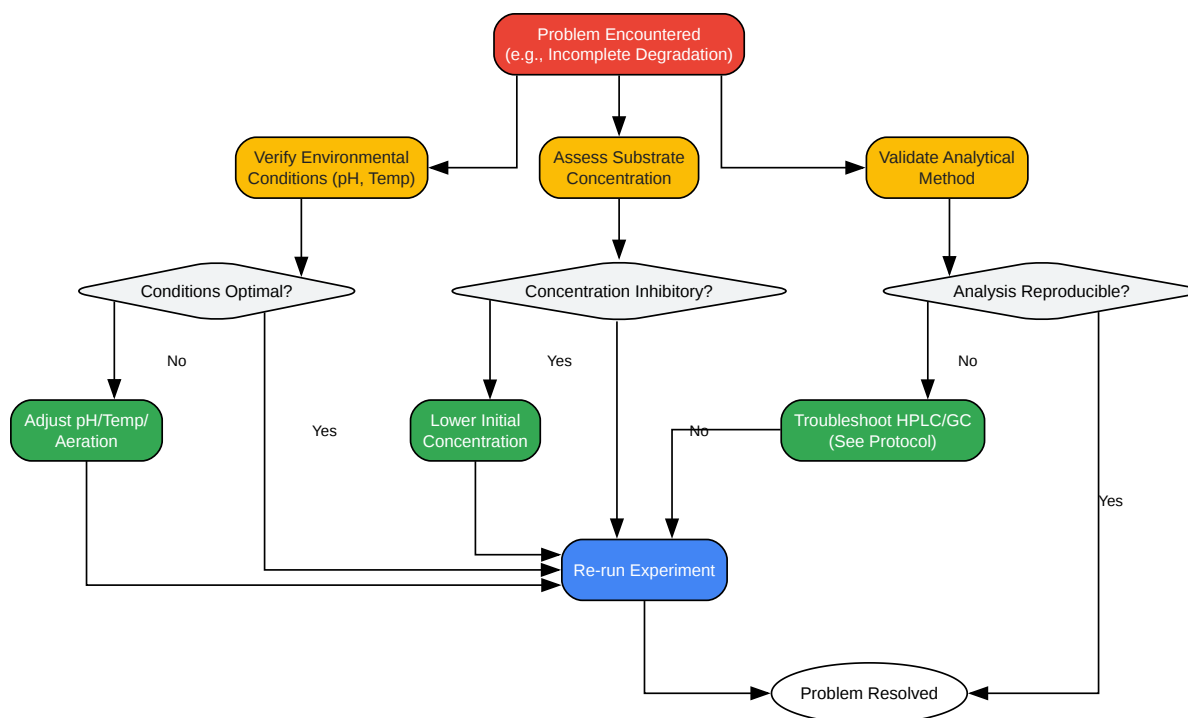 Problem Encountered
(e.g., Incomplete Degradation)
Verify Environmental
Conditions (pH, Temp)
Assess Substrate
Concentration
Validate Analytical
Method
Conditions Optimal?
Concentration Inhibitory?
Analysis Reproducible?
No
Yes
No
Adjust pH/Temp/
Aeration
Yes
Lower Initial
Concentration
No
Troubleshoot HPLC/GC
(See Protocol)
Yes
Re-run Experiment
Problem Resolved